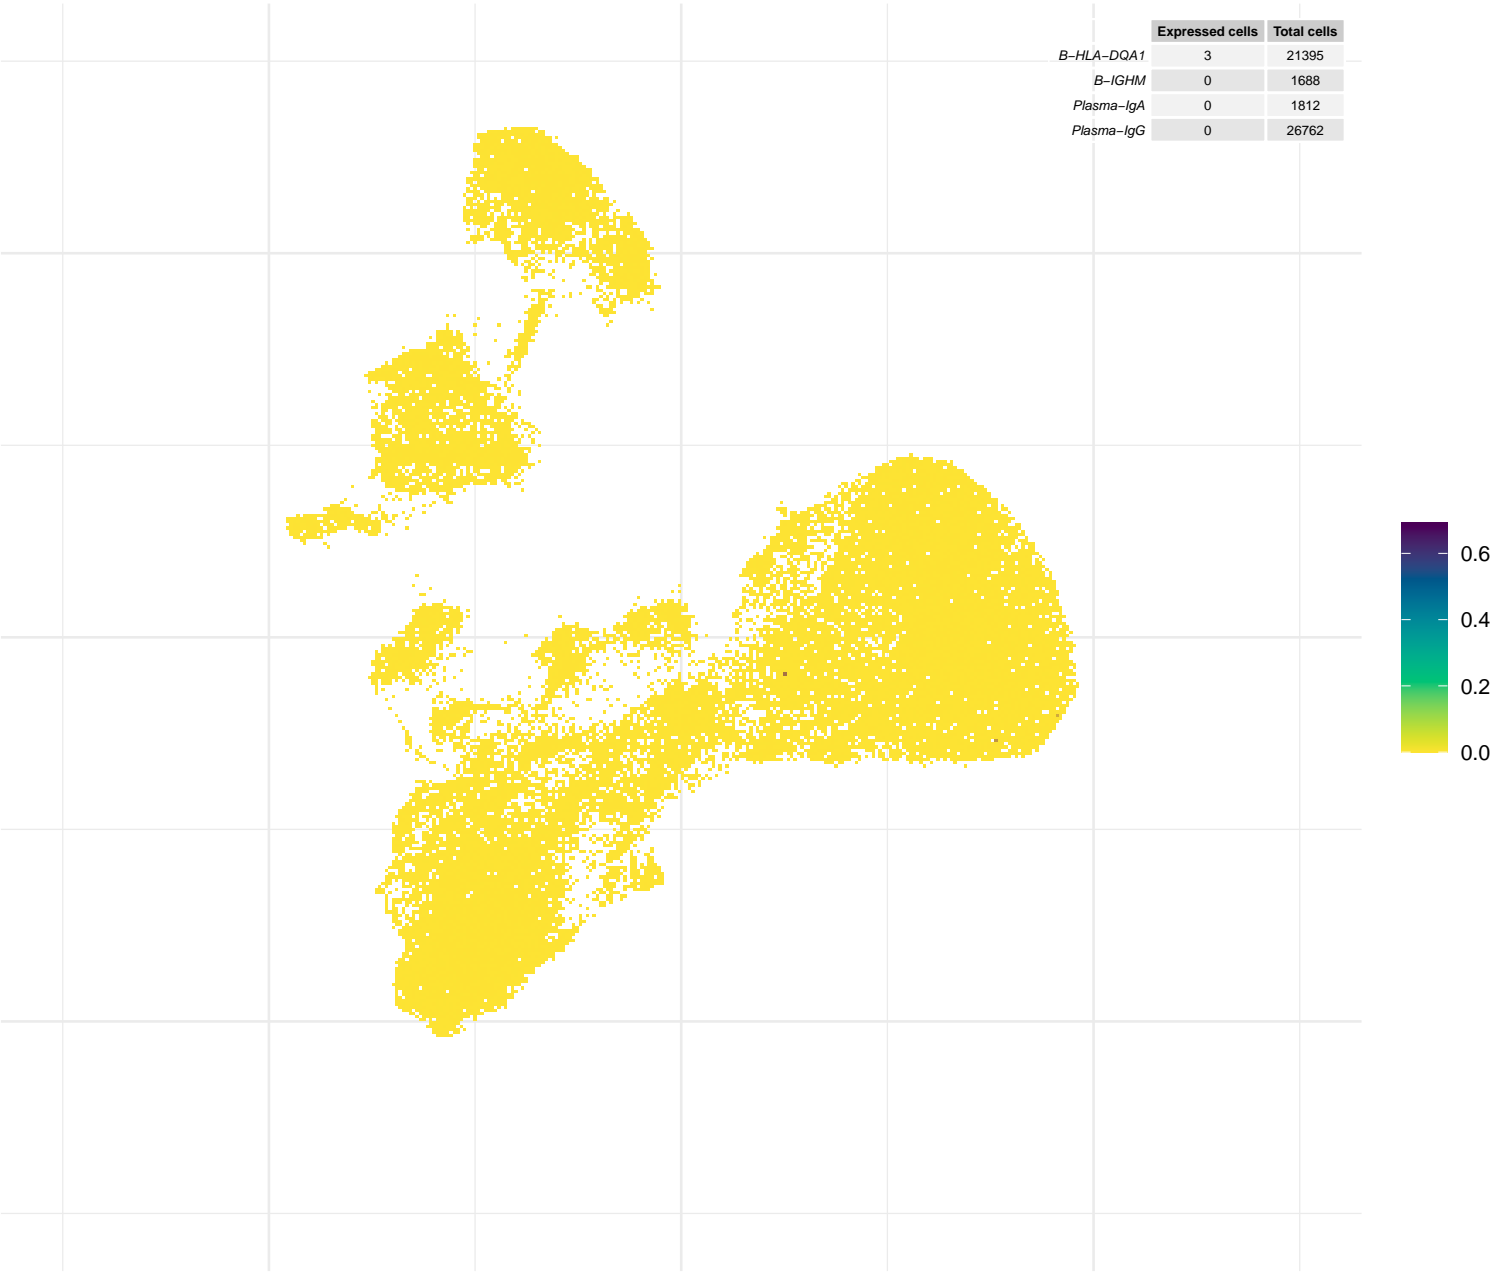 Expressed cells Total cells
B−HLA−DQA1 3 21395
B−IGHM 0 1688
Plasma−IgA 0 1812
Plasma−IgG 0 26762
0.6
0.4
0.2
0.0